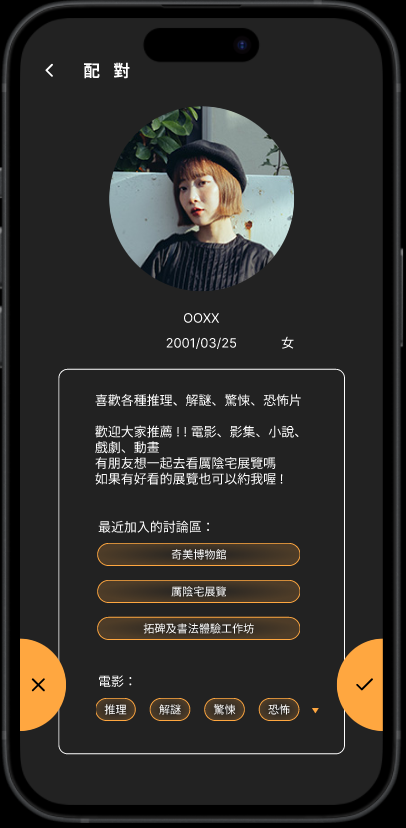 配 對
OOXX
2001/03/25 女
喜歡各種推理、解謎、驚悚、恐怖片
歡迎大家推薦 ! ! 電影、影集、小說、
戲劇、動畫
有朋友想一起去看厲陰宅展覽嗎
如果有好看的展覽也可以約我喔 !
最近加入的討論區：
奇美博物館
厲陰宅展覽
拓碑及書法體驗工作坊
電影：
推理 解謎 驚悚 恐怖